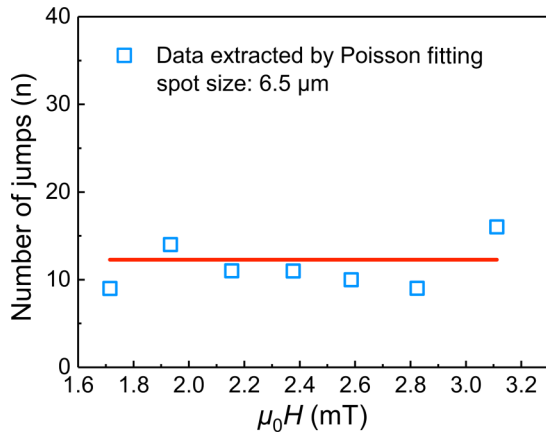 Data extracted by Poisson fitting
spot size: 6.5 μm
Number of jumps (n)
40
30
20
10
0
1.6 1.8 2.0 2.2 2.4 2.6 2.8 3.0 3.2
μ₀H (mT)